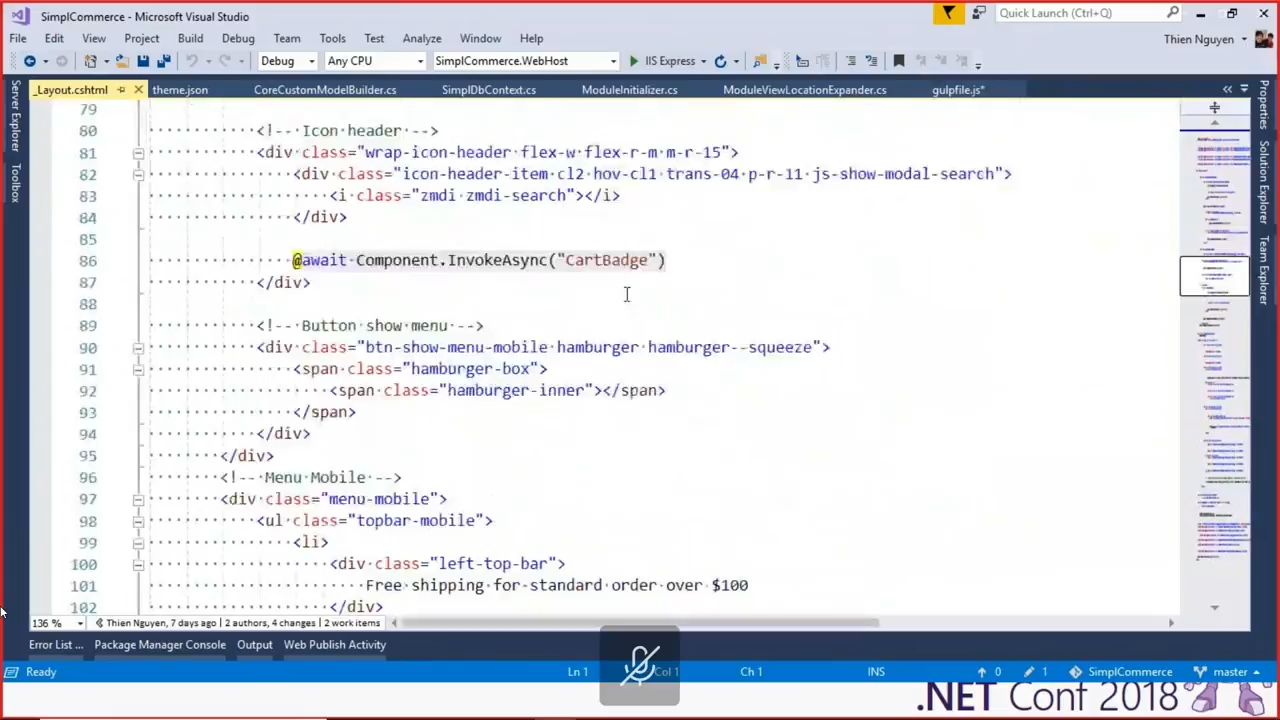 SimplCommerce - Microsoft Visual Studio
Quick Launch (Ctrl+Q)
File Edit View Project Build Debug Team Tools Test Analyze Window Help
Thien Nguyen
Debug Any CPU SimplCommerce.WebHost IIS Express
_Layout.cshtml theme.json CoreCustomModelBuilder.cs SimplDbContext.cs ModuleInitializer.cs ModuleViewLocationExpander.cs gulpfile.js*
Server Explorer
Toolbox
Properties
Solution Explorer
Team Explorer
79
80 <!-- Icon header -->
81 <div class="wrap-icon-header flex-w flex-r-m m-r-15">
82 <div class="icon-header-item cl2 hov-cl1 trans-04 p-r-11 js-show-modal-search">
83 <i class="zmdi zmdi-search"></i>
84 </div>
85
86 @await Component.InvokeAsync("CartBadge")
87 </div>
88
89 <!-- Button show menu -->
90 <div class="btn-show-menu-mobile hamburger hamburger--squeeze">
91 <span class="hamburger-box">
92 <span class="hamburger-inner"></span>
93 </span>
94 </div>
95 </div>
96 <!-- Menu Mobile -->
97 <div class="menu-mobile">
98 <ul class="topbar-mobile">
99 <li>
100 <div class="left-top-bar">
101 Free shipping for standard order over $100
102 </div>
136 % Thien Nguyen, 7 days ago | 2 authors, 4 changes | 2 work items
Error List ... Package Manager Console Output Web Publish Activity
Ready Ln 1 Col 1 Ch 1 INS 0 1 SimplCommerce master
.NET Conf 2018